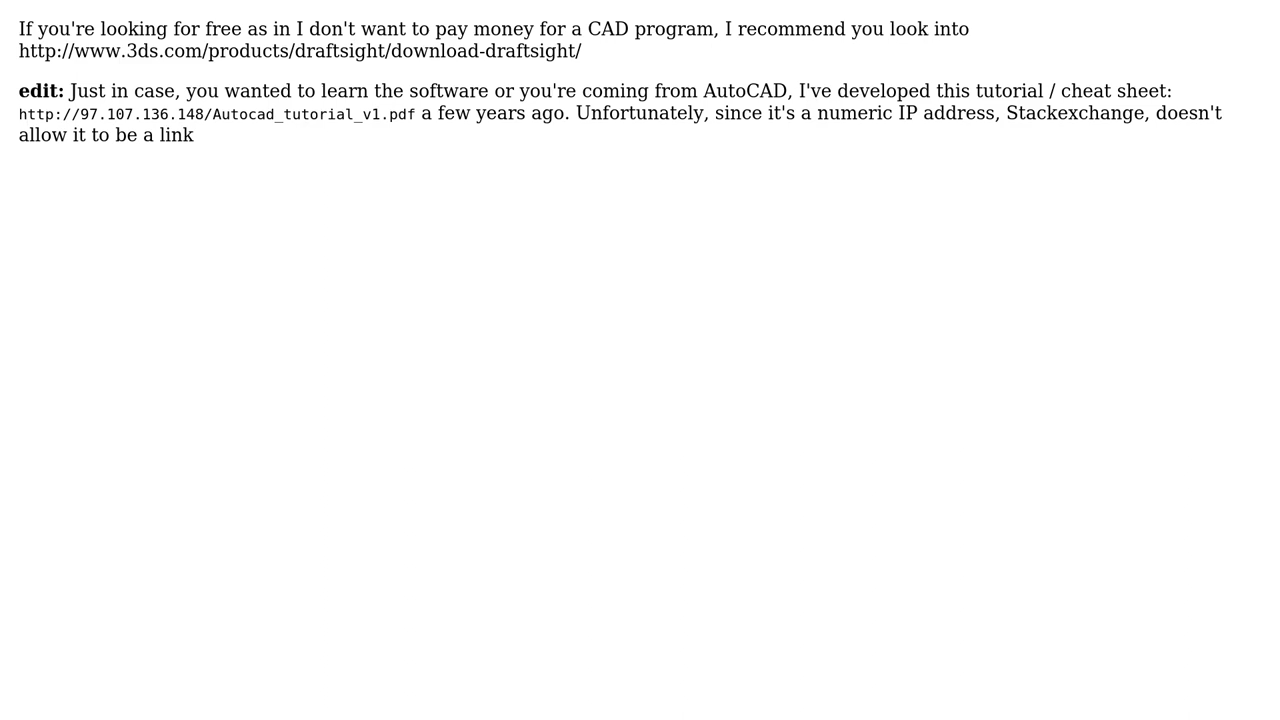 If you're looking for free as in I don't want to pay money for a CAD program, I recommend you look into
http://www.3ds.com/products/draftsight/download-draftsight/
edit: Just in case, you wanted to learn the software or you're coming from AutoCAD, I've developed this tutorial / cheat sheet:
http://97.107.136.148/Autocad_tutorial_v1.pdf a few years ago. Unfortunately, since it's a numeric IP address, Stackexchange, doesn't
allow it to be a link